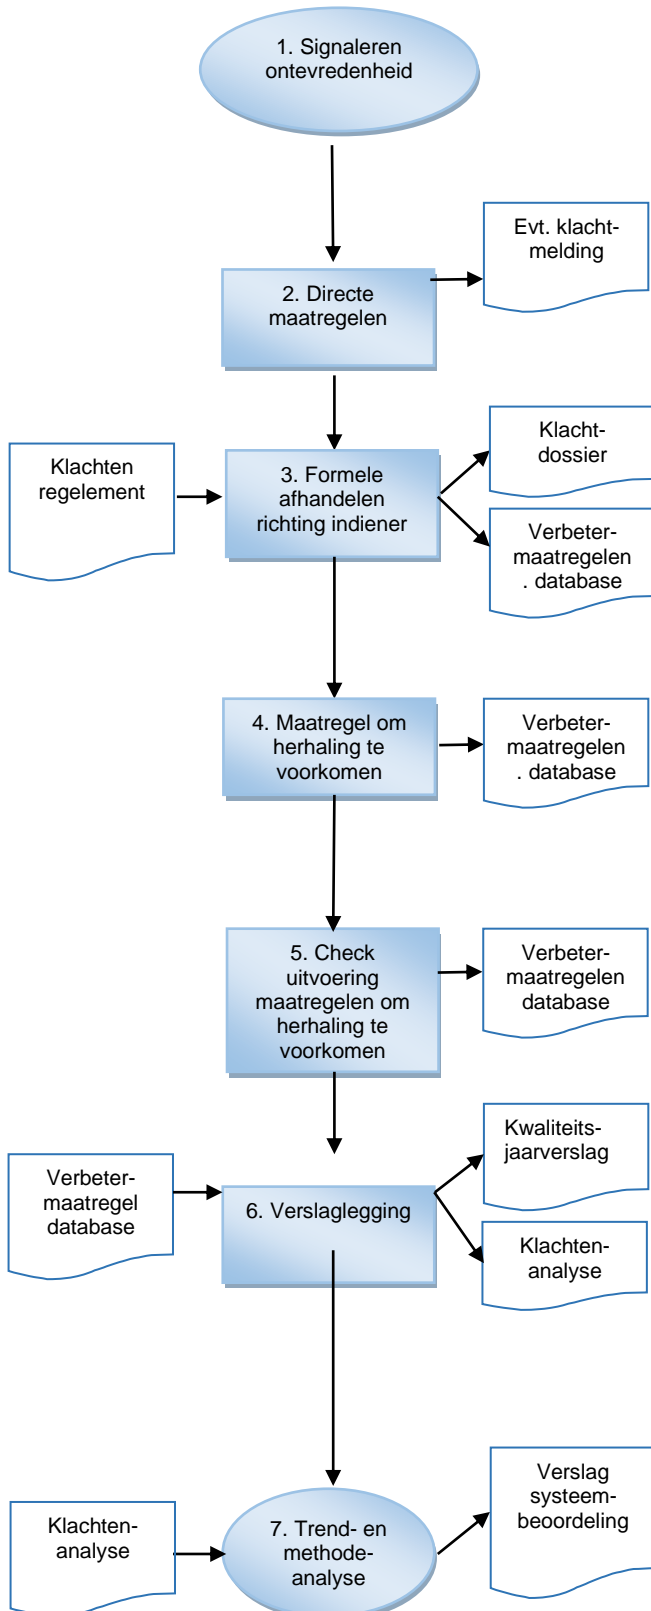 1. Signaleren
ontevredenheid
Evt. klacht-
melding
2. Directe
maatregelen
Klacht-
dossier
Klachten
regelement
3. Formele
afhandelen
richting indiener
Verbeter-
maatregelen
. database
4. Maatregel om
herhaling te
voorkomen
Verbeter-
maatregelen
. database
5. Check
uitvoering
maatregelen om
herhaling te
voorkomen
Verbeter-
maatregelen
database
Kwaliteits-
jaarverslag
Verbeter-
maatregel
database
6. Verslaglegging
Klachten-
analyse
Verslag
systeem-
beoordeling
Klachten-
analyse
7. Trend- en
methode-
analyse